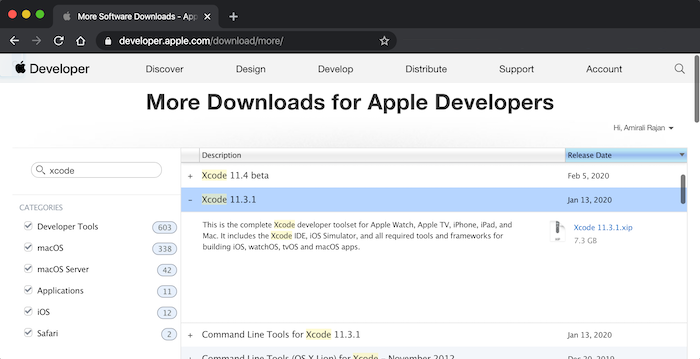 More Software Downloads - App
developer.apple.com/download/more/
Developer Discover Design Develop Distribute Support Account
More Downloads for Apple Developers
Hi, Amirali Rajan
Description Release Date
xcode
+ Xcode 11.4 beta Feb 5, 2020
– Xcode 11.3.1 Jan 13, 2020
CATEGORIES
Developer Tools 603
macOS 338
macOS Server 42
Applications 11
iOS 12
Safari 2
This is the complete Xcode developer toolset for Apple Watch, Apple TV, iPhone, iPad, and
Mac. It includes the Xcode IDE, iOS Simulator, and all required tools and frameworks for
building iOS, watchOS, tvOS and macOS apps.
Xcode 11.3.1.xip
7.3 GB
+ Command Line Tools for Xcode 11.3.1 Jan 13, 2020
Command Line Tools (OS X Lion) for Xcode - November 2012